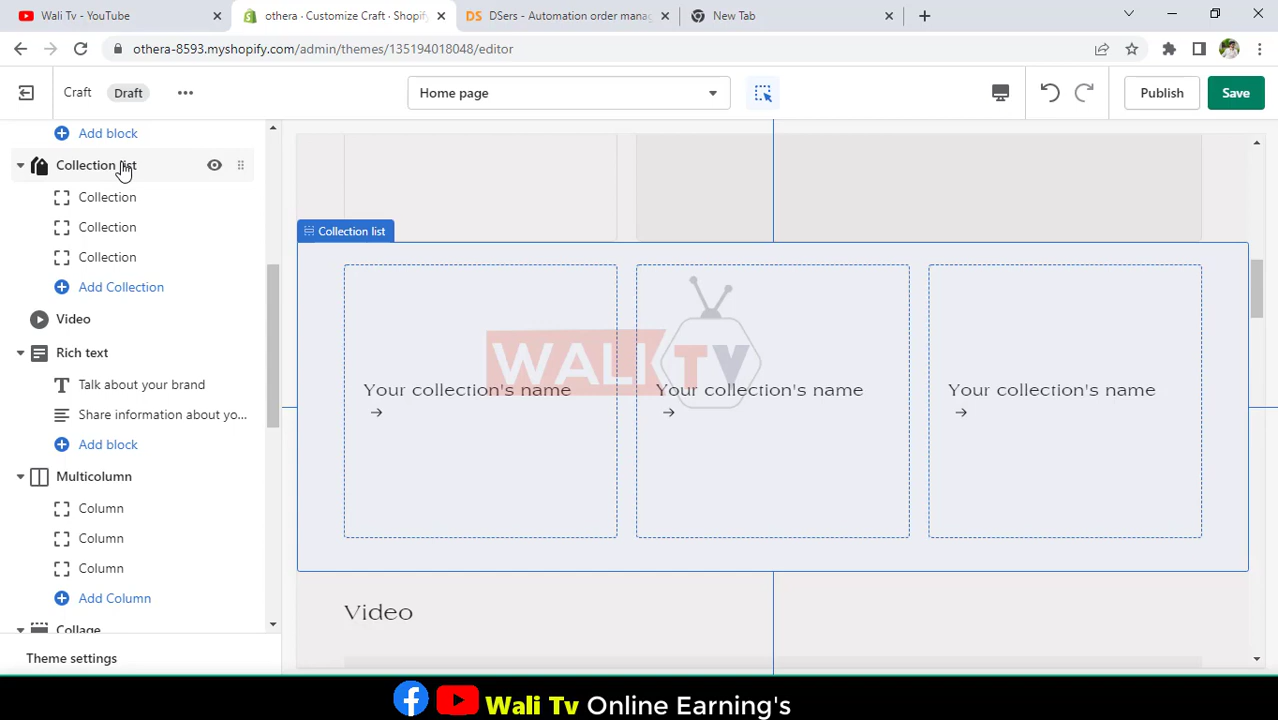 Wali Tv - YouTube
othera · Customize Craft · Shopify
DSers - Automation order mana
New Tab
othera-8593.myshopify.com/admin/themes/135194018048/editor
Craft
Draft
Home page
Publish
Save
Add block
Collection list
Collection
Collection
Collection
Add Collection
Video
Rich text
Talk about your brand
Share information about yo...
Add block
Multicolumn
Column
Column
Column
Add Column
Collage
Theme settings
Collection list
WALI TV
Your collection's name
Your collection's name
Your collection's name
Video
Wali Tv Online Earning's